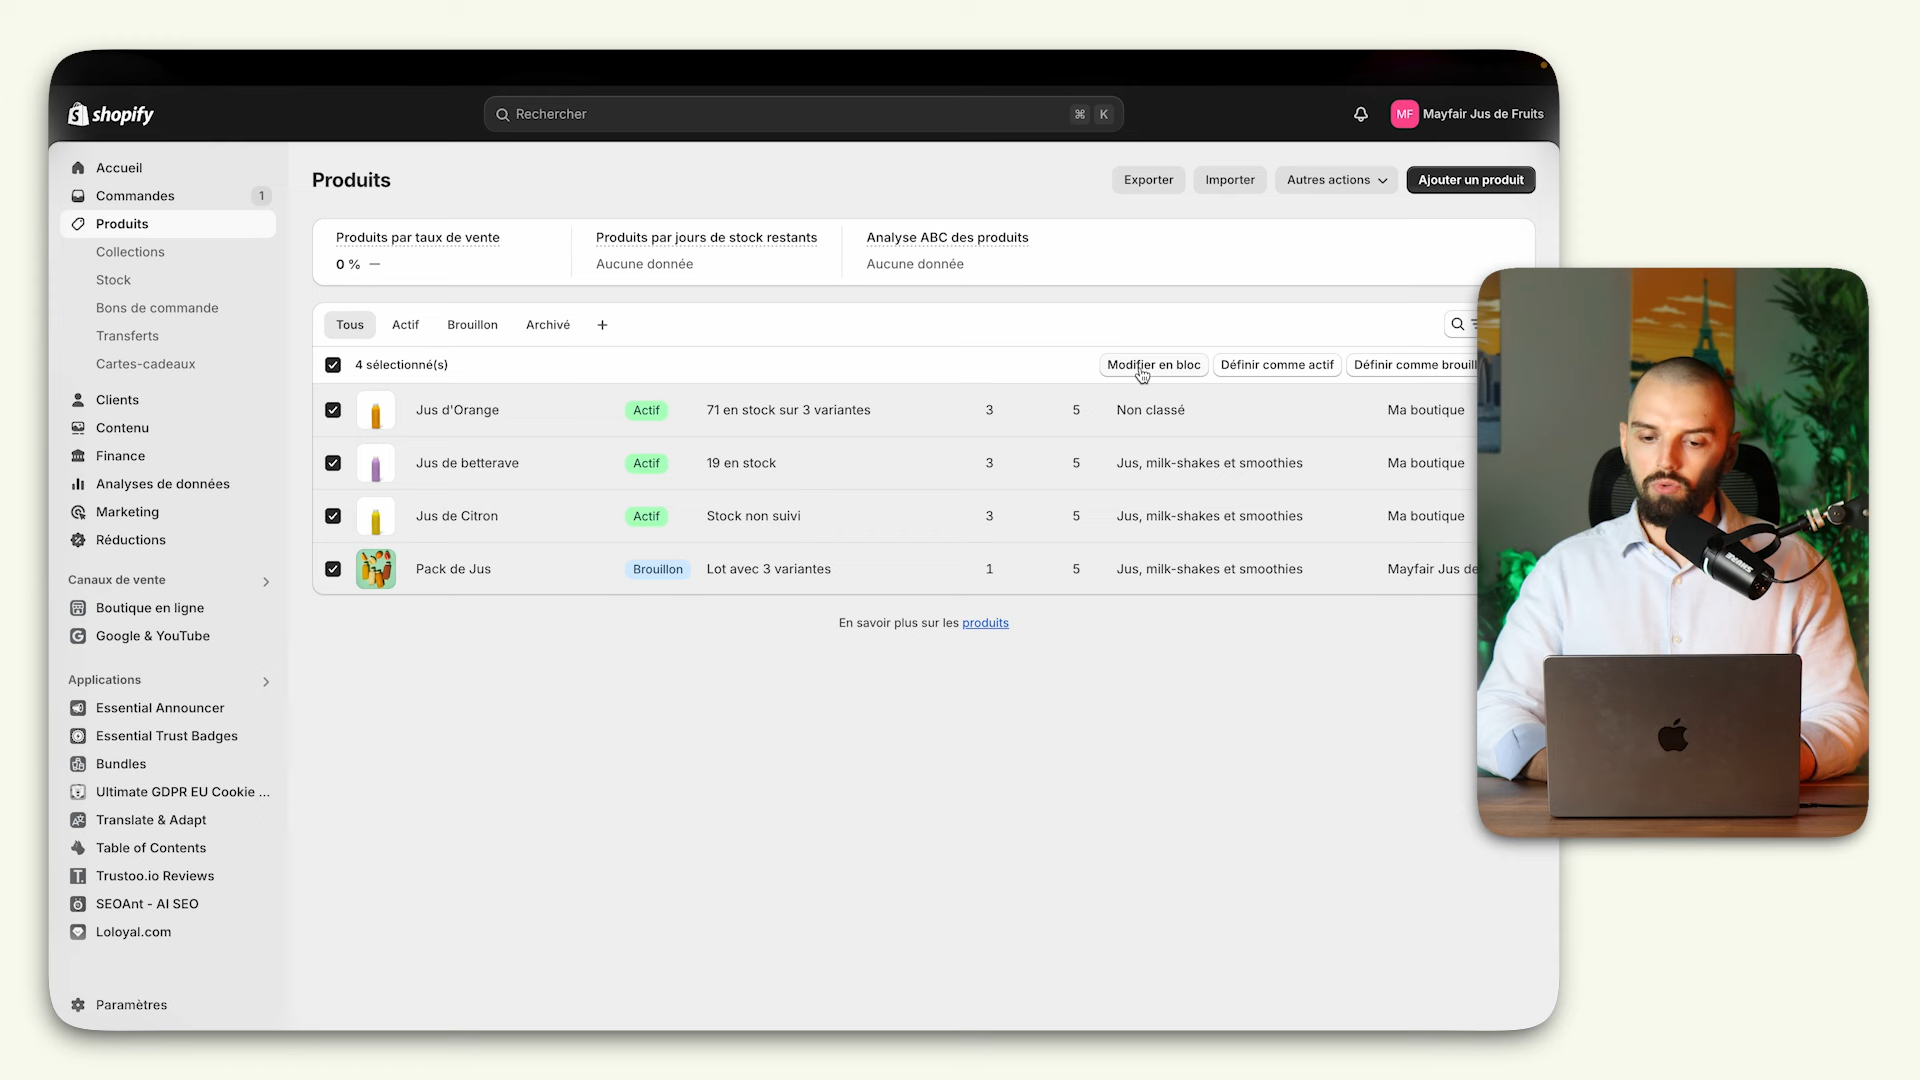 shopify
Rechercher
⌘ K
MF Mayfair Jus de Fruits
Accueil
Commandes 1
Produits
Collections
Stock
Bons de commande
Transferts
Cartes-cadeaux
Clients
Contenu
Finance
Analyses de données
Marketing
Réductions
Canaux de vente
Boutique en ligne
Google & YouTube
Applications
Essential Announcer
Essential Trust Badges
Bundles
Ultimate GDPR EU Cookie ...
Translate & Adapt
Table of Contents
Trustoo.io Reviews
SEOAnt - AI SEO
Loloyal.com
Paramètres
Produits
Exporter
Importer
Autres actions
Ajouter un produit
Produits par taux de vente
0 % —
Produits par jours de stock restants
Aucune donnée
Analyse ABC des produits
Aucune donnée
Tous Actif Brouillon Archivé +
4 sélectionné(s)
Modifier en bloc
Définir comme actif
Définir comme brouill
Jus d'Orange Actif 71 en stock sur 3 variantes 3 5 Non classé Ma boutique
Jus de betterave Actif 19 en stock 3 5 Jus, milk-shakes et smoothies Ma boutique
Jus de Citron Actif Stock non suivi 3 5 Jus, milk-shakes et smoothies Ma boutique
Pack de Jus Brouillon Lot avec 3 variantes 1 5 Jus, milk-shakes et smoothies Mayfair Jus de
En savoir plus sur les produits
SHURE